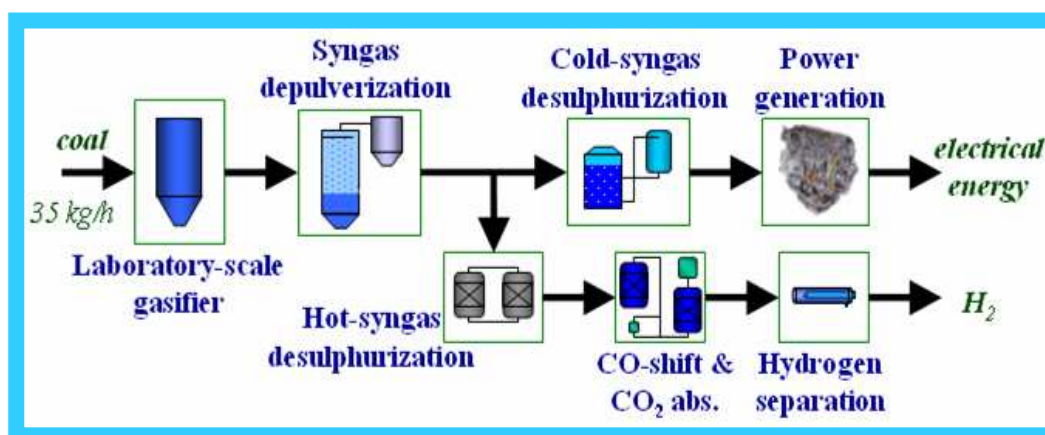 Syngas
depulverization
Cold-syngas
desulphurization
Power
generation
coal
35 kg/h
electrical
energy
Laboratory-scale
gasifier
Hot-syngas
desulphurization
CO-shift &
CO₂ abs.
Hydrogen
separation
H₂